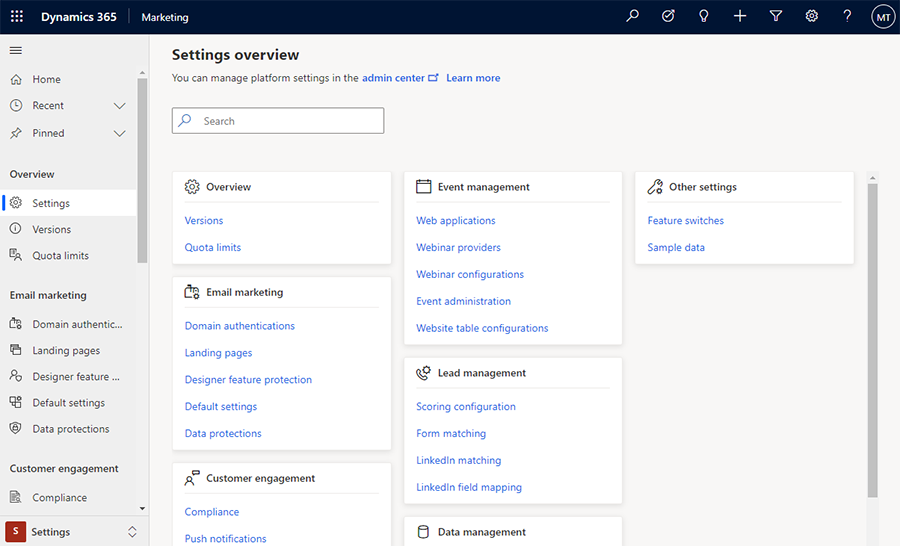 Dynamics 365
Marketing
MT
Home
Recent
Pinned
Overview
Settings
Versions
Quota limits
Email marketing
Domain authentic...
Landing pages
Designer feature ...
Default settings
Data protections
Customer engagement
Compliance
S
Settings
Settings overview
You can manage platform settings in the admin center Learn more
Search
Overview
Versions
Quota limits
Email marketing
Domain authentications
Landing pages
Designer feature protection
Default settings
Data protections
Customer engagement
Compliance
Push notifications
Event management
Web applications
Webinar providers
Webinar configurations
Event administration
Website table configurations
Lead management
Scoring configuration
Form matching
LinkedIn matching
LinkedIn field mapping
Data management
Other settings
Feature switches
Sample data